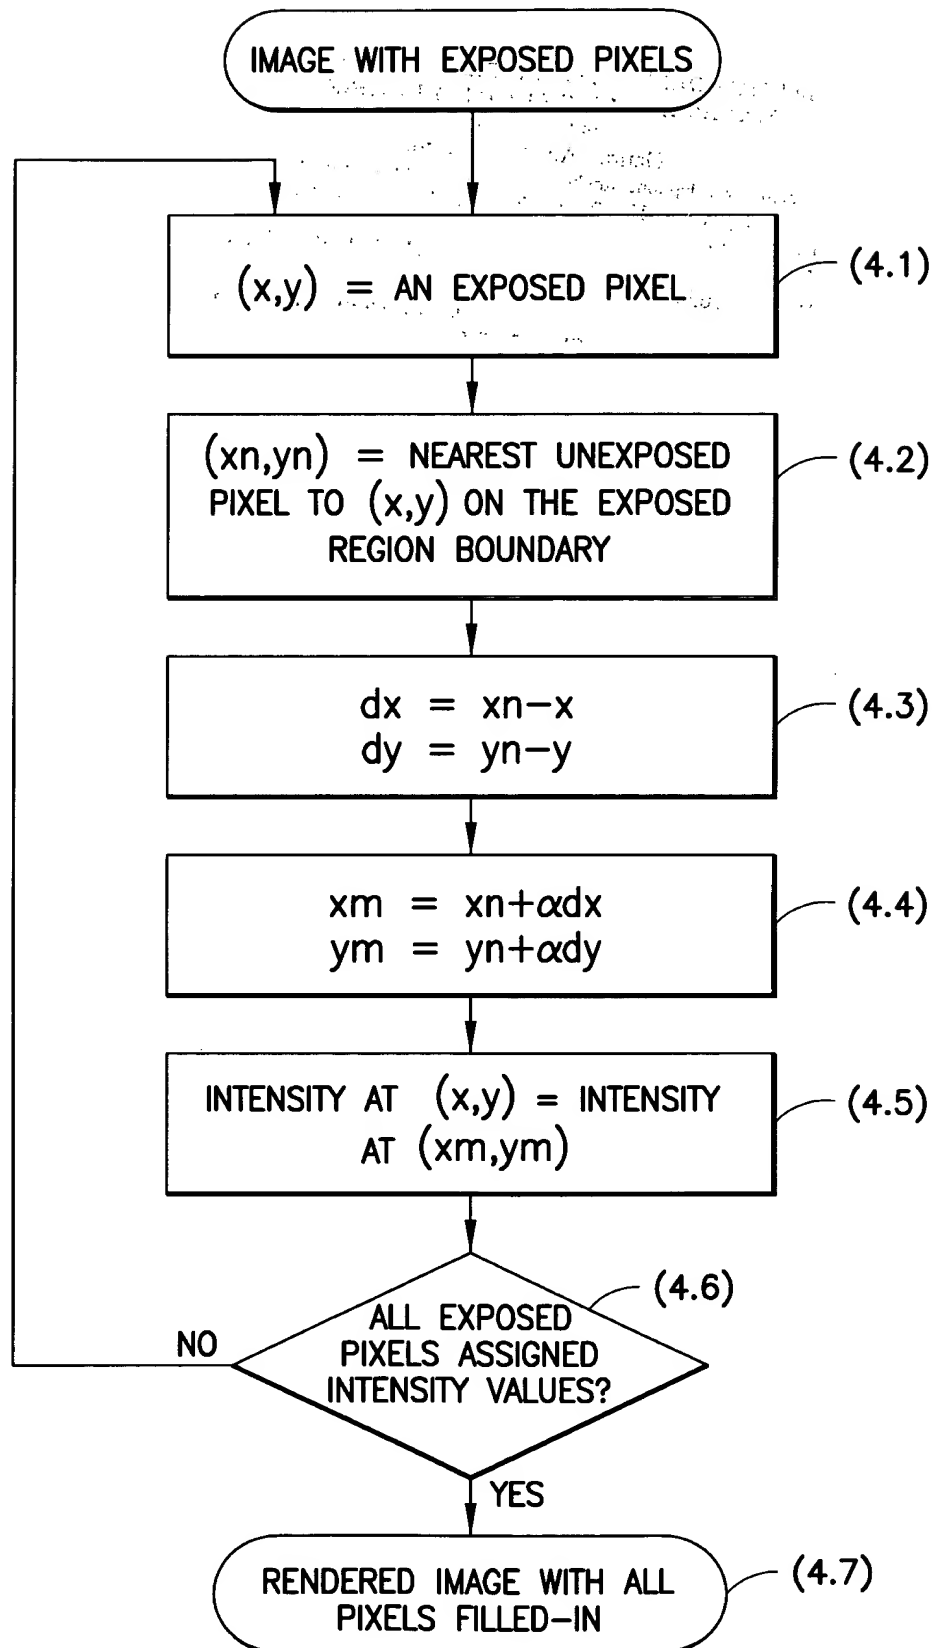 IMAGE WITH EXPOSED PIXELS
(x,y) = AN EXPOSED PIXEL
(4.1)
(xn,yn) = NEAREST UNEXPOSED
PIXEL TO (x,y) ON THE EXPOSED
REGION BOUNDARY
(4.2)
dx = xn−x
dy = yn−y
(4.3)
xm = xn+αdx
ym = yn+αdy
(4.4)
INTENSITY AT (x,y) = INTENSITY
AT (xm,ym)
(4.5)
(4.6)
ALL EXPOSED
PIXELS ASSIGNED
INTENSITY VALUES?
NO
YES
RENDERED IMAGE WITH ALL
PIXELS FILLED−IN
(4.7)